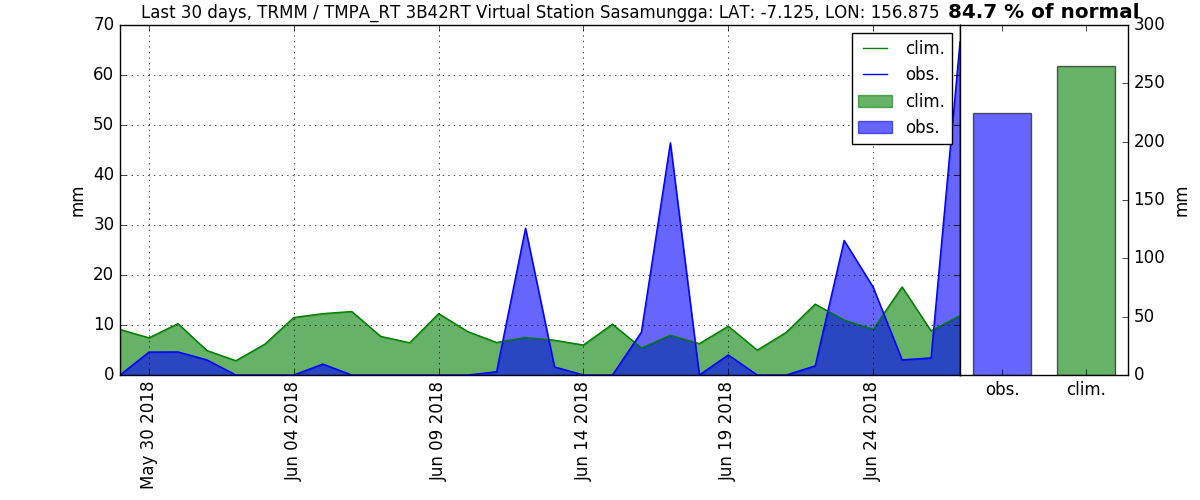 Last 30 days, TRMM / TMPA_RT 3B42RT Virtual Station Sasamungga: LAT: -7.125, LON: 156.875 84.7 % of normal
70
60
50
40
30
20
10
0
mm
clim.
obs.
clim.
obs.
300
250
200
150
100
50
0
mm
May 30 2018
Jun 04 2018
Jun 09 2018
Jun 14 2018
Jun 19 2018
Jun 24 2018
obs.
clim.